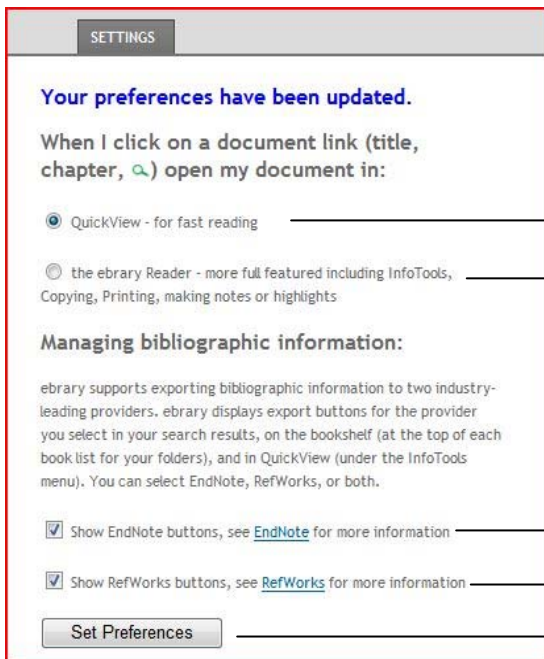 SETTINGS
Your preferences have been updated.
When I click on a document link (title,
chapter, ) open my document in:
QuickView - for fast reading
the ebrary Reader - more full featured including InfoTools,
Copying, Printing, making notes or highlights
Managing bibliographic information:
ebrary supports exporting bibliographic information to two industry-
leading providers. ebrary displays export buttons for the provider
you select in your search results, on the bookshelf (at the top of each
book list for your folders), and in QuickView (under the InfoTools
menu). You can select EndNote, RefWorks, or both.
Show EndNote buttons, see EndNote for more information
Show RefWorks buttons, see RefWorks for more information
Set Preferences